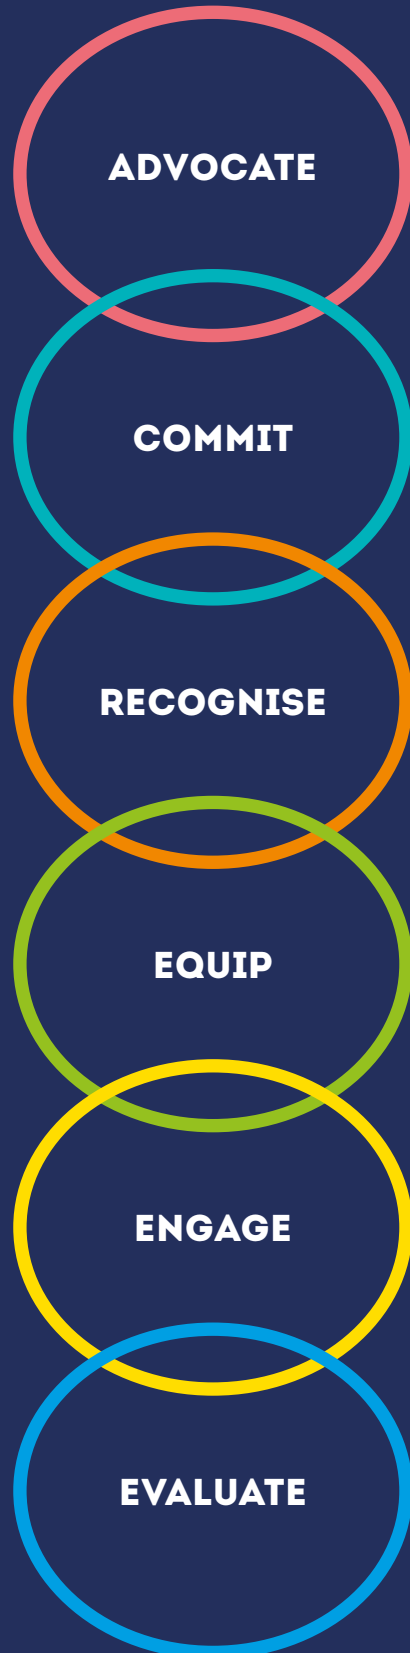 ADVOCATE
COMMIT
RECOGNISE
EQUIP
ENGAGE
EVALUATE